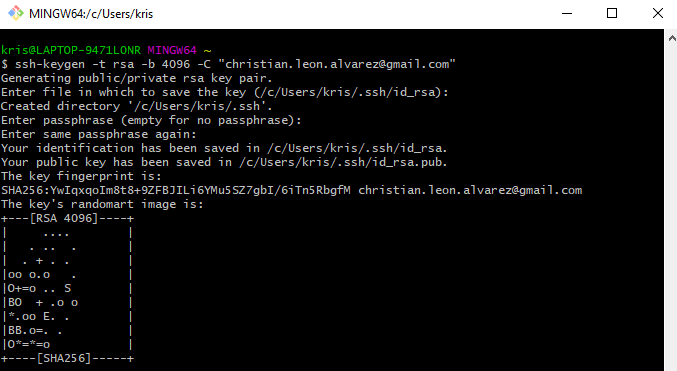 MINGW64:/c/Users/kris
kris@LAPTOP-9471LONR MINGW64 ~
$ ssh-keygen -t rsa -b 4096 -C "christian.leon.alvarez@gmail.com"
Generating public/private rsa key pair.
Enter file in which to save the key (/c/Users/kris/.ssh/id_rsa):
Created directory '/c/Users/kris/.ssh'.
Enter passphrase (empty for no passphrase):
Enter same passphrase again:
Your identification has been saved in /c/Users/kris/.ssh/id_rsa.
Your public key has been saved in /c/Users/kris/.ssh/id_rsa.pub.
The key fingerprint is:
SHA256:YwIqxqoIm8t8+9ZFBJILi6YMu5SZ7gbI/6iTn5RbgfM christian.leon.alvarez@gmail.com
The key's randomart image is:
+---[RSA 4096]----+
|     ....        |
|   . ..  .       |
|  . + . .        |
|oo o.o   .       |
|O+=o .. S        |
|BO  + .o o       |
|*.oo E. .        |
|BB.o=. .         |
|O*=*=o           |
+----[SHA256]-----+